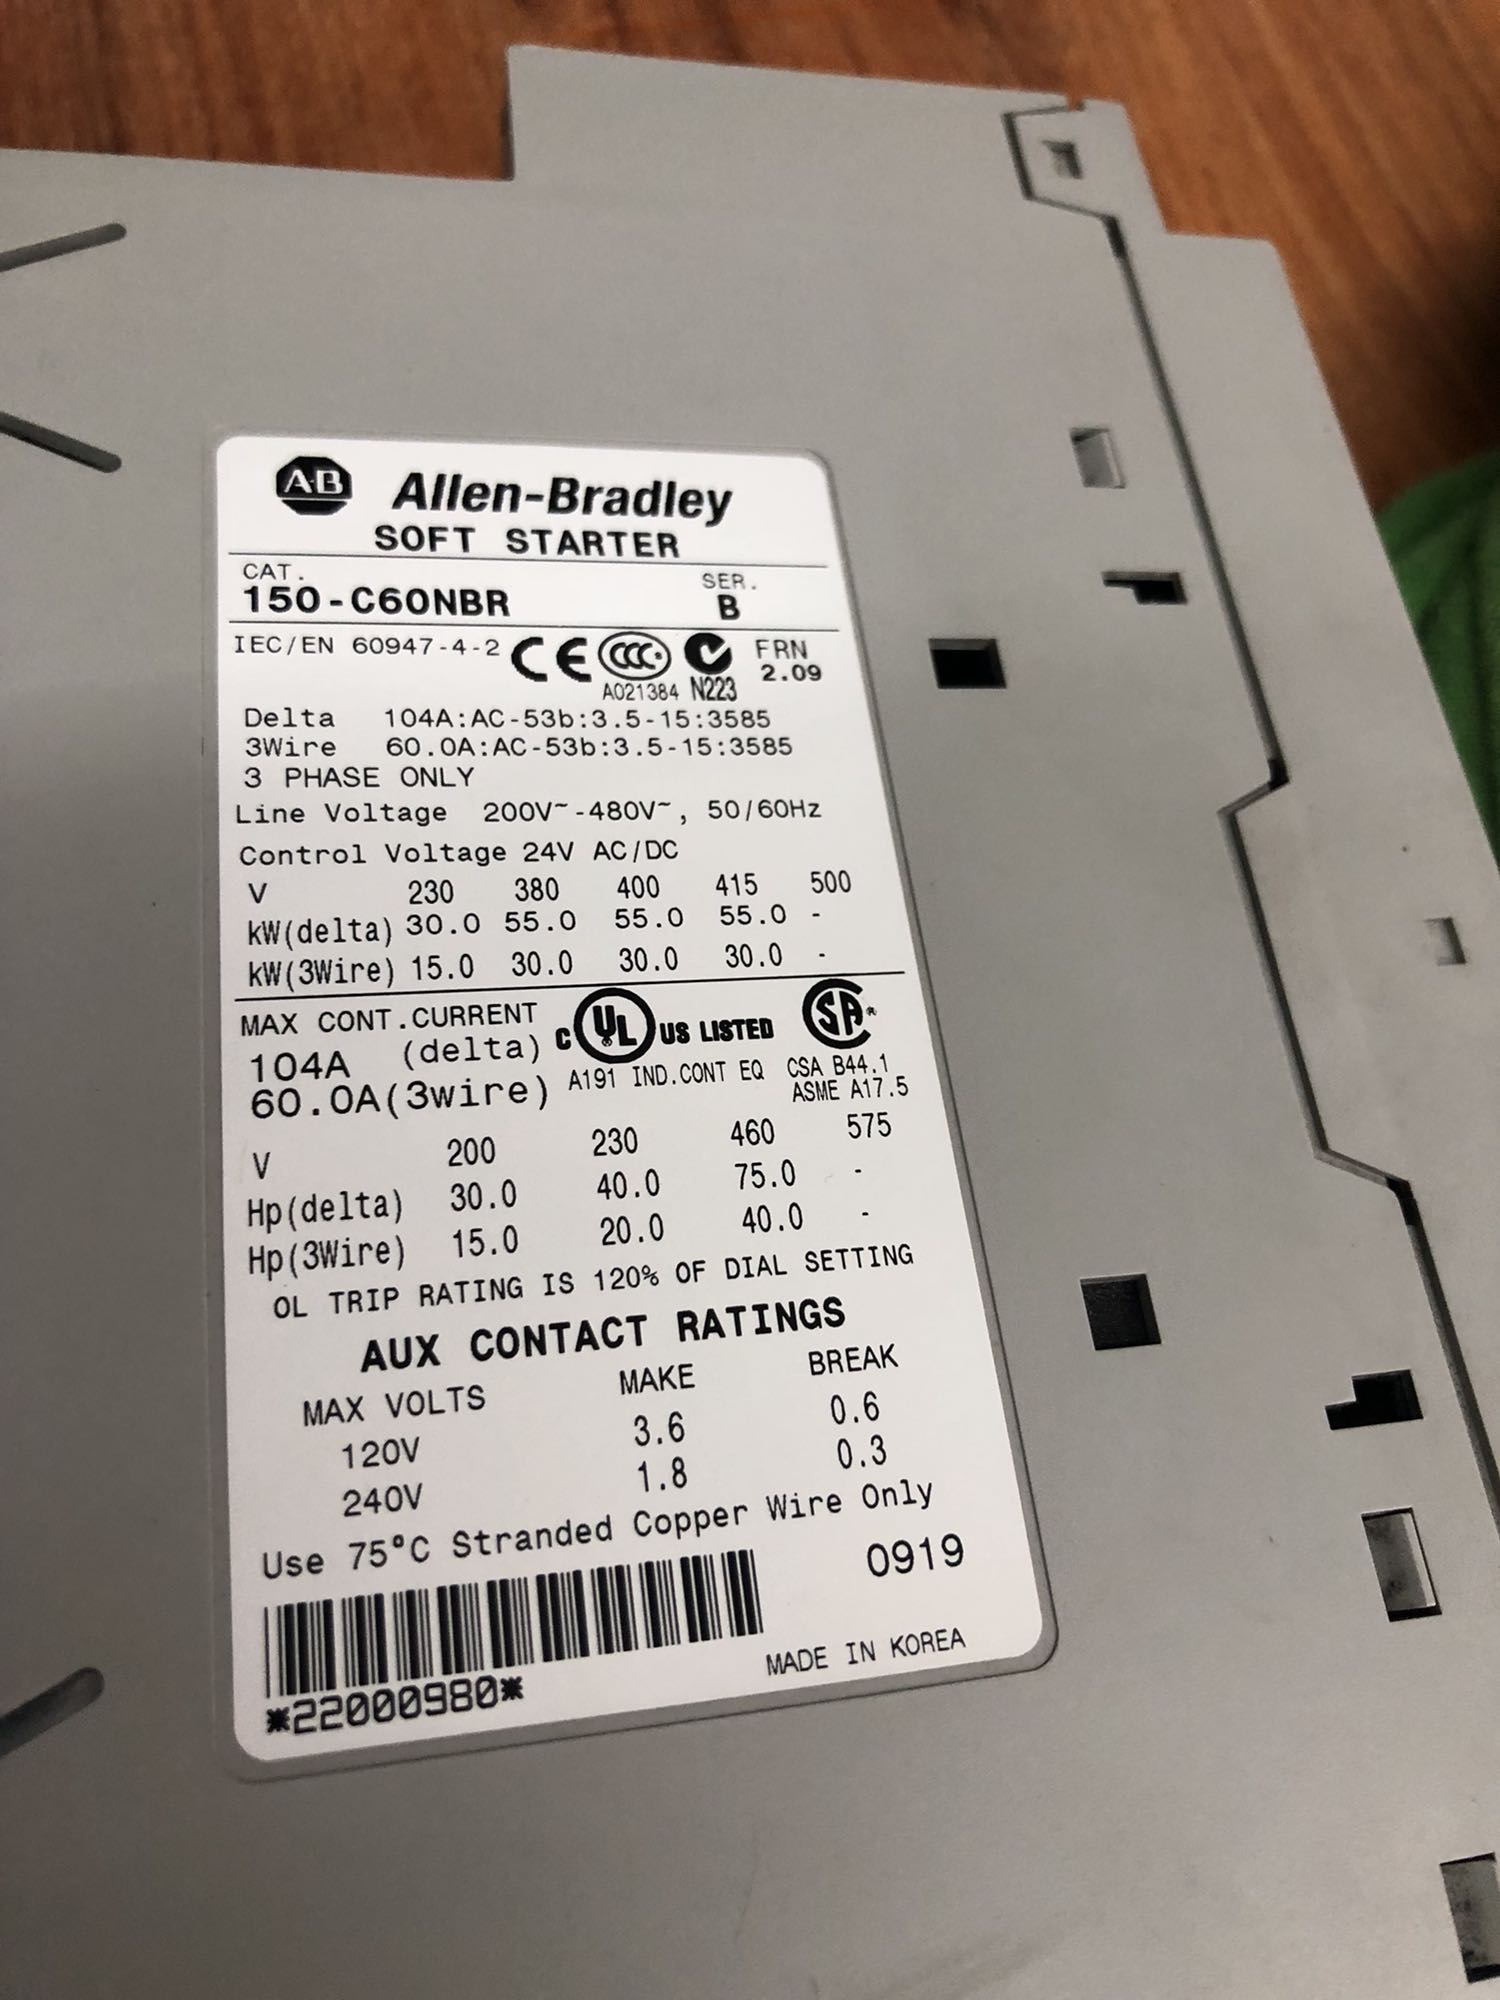 A-B Allen-Bradley
SOFT STARTER
CAT. SER.
150-C60NBR B
IEC/EN 60947-4-2 CE CCC FRN
A021384 N223 2.09
Delta 104A:AC-53b:3.5-15:3585
3Wire 60.0A:AC-53b:3.5-15:3585
3 PHASE ONLY
Line Voltage 200V~-480V~, 50/60Hz
Control Voltage 24V AC/DC
V 230 380 400 415 500
kW(delta) 30.0 55.0 55.0 55.0 -
kW(3Wire) 15.0 30.0 30.0 30.0 -
MAX CONT.CURRENT C UL US LISTED SA
104A (delta) A191 IND.CONT EQ CSA B44.1
60.0A(3wire) ASME A17.5
V 200 230 460 575
Hp(delta) 30.0 40.0 75.0 -
Hp(3Wire) 15.0 20.0 40.0 -
OL TRIP RATING IS 120% OF DIAL SETTING
AUX CONTACT RATINGS
MAX VOLTS MAKE BREAK
120V 3.6 0.6
240V 1.8 0.3
Use 75°C Stranded Copper Wire Only
0919
*22000980* MADE IN KOREA